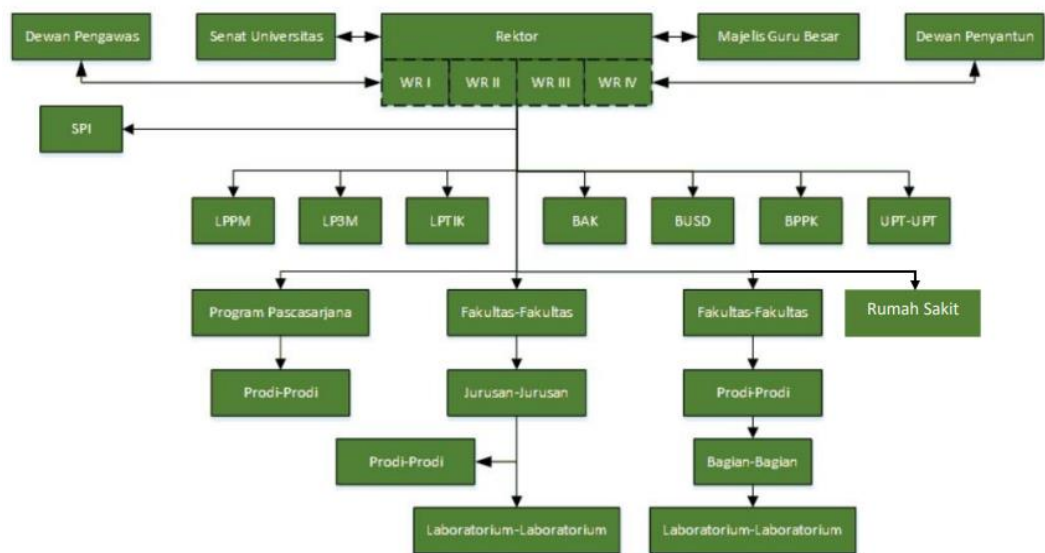 Dewan Pengawas
Senat Universitas
Rektor
Majelis Guru Besar
Dewan Penyantun
WR I
WR II
WR III
WR IV
SPI
LPPM
LP3M
LPTIK
BAK
BUSD
BPPK
UPT-UPT
Program Pascasarjana
Fakultas-Fakultas
Fakultas-Fakultas
Rumah Sakit
Prodi-Prodi
Jurusan-Jurusan
Prodi-Prodi
Prodi-Prodi
Bagian-Bagian
Laboratorium-Laboratorium
Laboratorium-Laboratorium